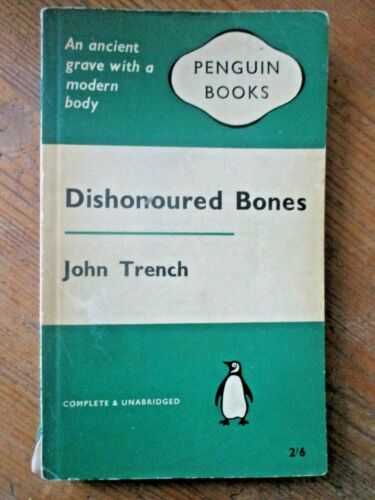 An ancient
grave with a
modern
body
PENGUIN
BOOKS
Dishonoured Bones
John Trench
COMPLETE & UNABRIDGED
2/6